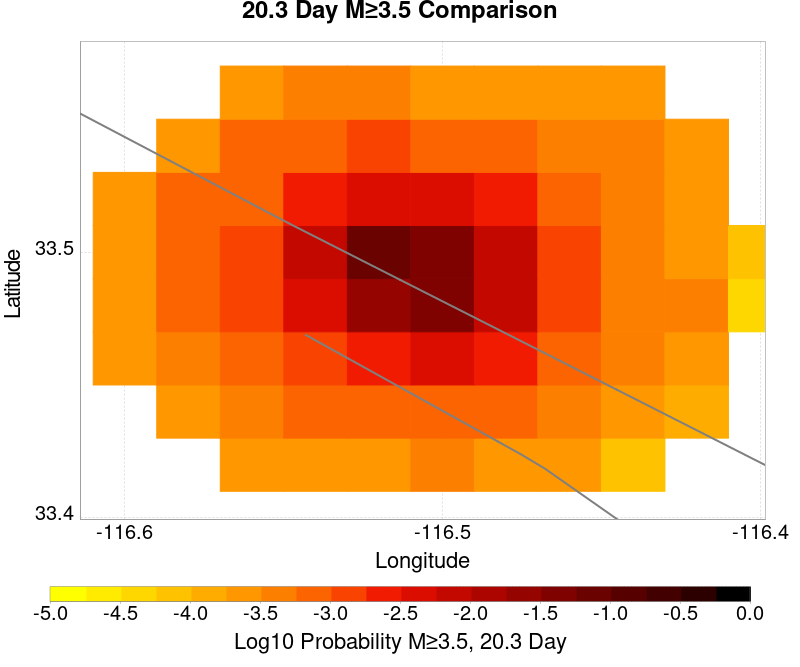 20.3 Day M≥3.5 Comparison
Latitude
33.5
33.4
-116.6 -116.5 -116.4
Longitude
-5.0 -4.5 -4.0 -3.5 -3.0 -2.5 -2.0 -1.5 -1.0 -0.5 0.0
Log10 Probability M≥3.5, 20.3 Day